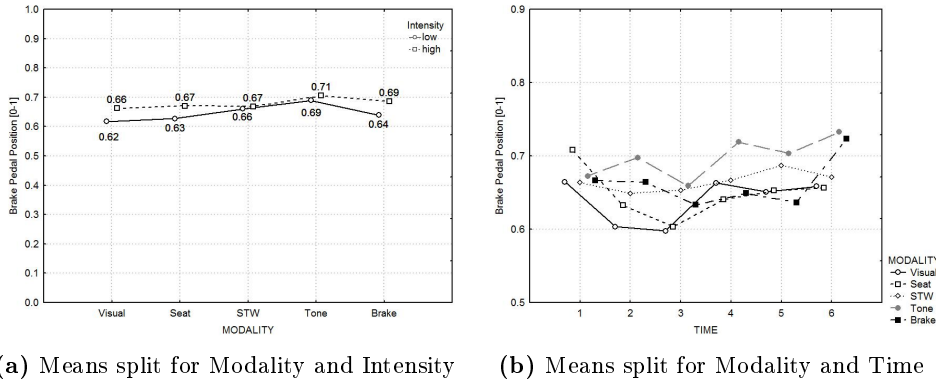 1.0
0.9
0.8
0.7
0.6
0.5
0.4
0.3
0.2
0.1
0.0
Brake Pedal Position [0-1]
Intensity
low
high
0.66
0.67
0.67
0.71
0.69
0.62
0.63
0.66
0.69
0.64
Visual Seat STW Tone Brake
MODALITY
0.9
0.8
0.7
0.6
0.5
Brake Pedal Position [0-1]
1 2 3 4 5 6
TIME
MODALITY
Visual
Seat
STW
Tone
Brake
(a) Means split for Modality and Intensity
(b) Means split for Modality and Time